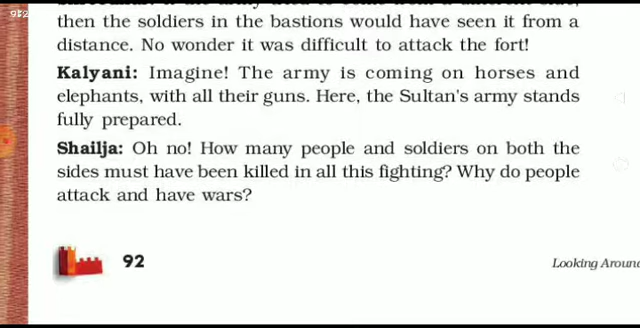 then the soldiers in the bastions would have seen it from a
distance. No wonder it was difficult to attack the fort!
Kalyani: Imagine! The army is coming on horses and
elephants, with all their guns. Here, the Sultan's army stands
fully prepared.
Shailja: Oh no! How many people and soldiers on both the
sides must have been killed in all this fighting? Why do people
attack and have wars?
92
Looking Aroun